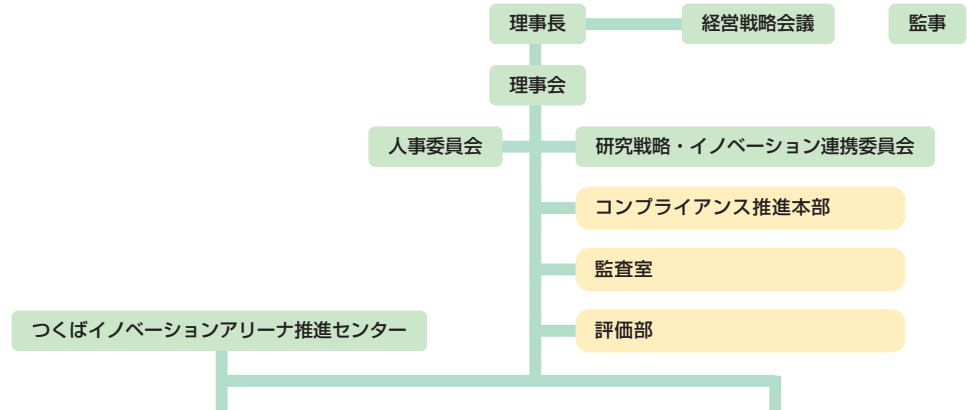 理事長
経営戦略会議
監事
理事会
人事委員会
研究戦略・イノベーション連携委員会
コンプライアンス推進本部
監査室
評価部
つくばイノベーションアリーナ推進センター